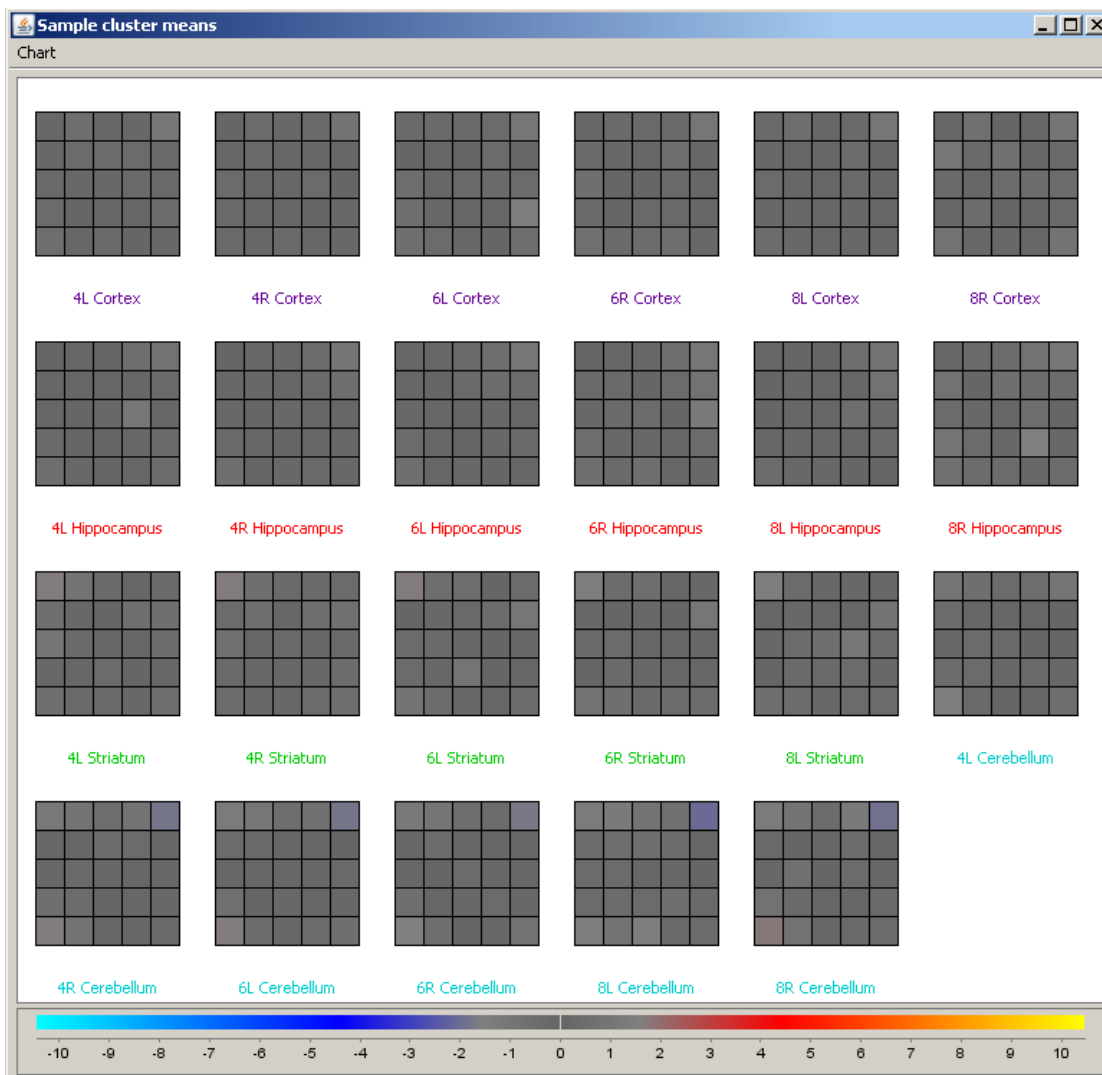 Sample cluster means
Chart
4L Cortex 4R Cortex 6L Cortex 6R Cortex 8L Cortex 8R Cortex
4L Hippocampus 4R Hippocampus 6L Hippocampus 6R Hippocampus 8L Hippocampus 8R Hippocampus
4L Striatum 4R Striatum 6L Striatum 6R Striatum 8L Striatum 4L Cerebellum
4R Cerebellum 6L Cerebellum 6R Cerebellum 8L Cerebellum 8R Cerebellum
-10 -9 -8 -7 -6 -5 -4 -3 -2 -1 0 1 2 3 4 5 6 7 8 9 10